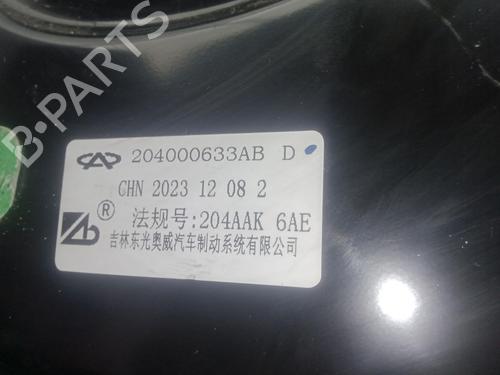 B-PARTS
204000633AB D
CHN 2023 12 08 2
® 法规号:204AAK 6AE
吉林东光奥威汽车制动系统有限公司